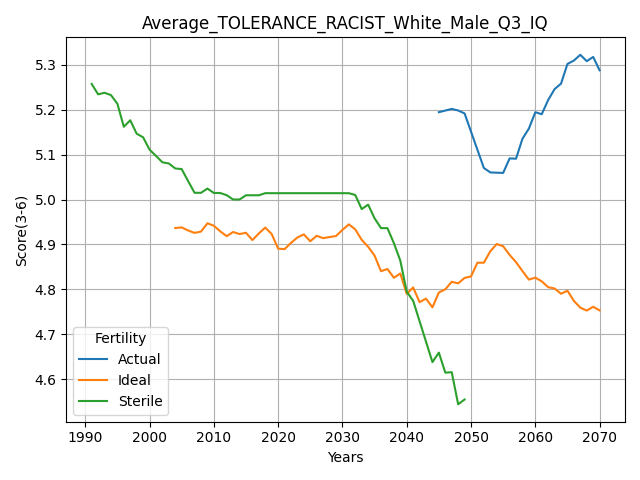 Average_TOLERANCE_RACIST_White_Male_Q3_IQ
Score(3-6)
5.3
5.2
5.1
5.0
4.9
4.8
4.7
4.6
Fertility
Actual
Ideal
Sterile
1990 2000 2010 2020 2030 2040 2050 2060 2070
Years